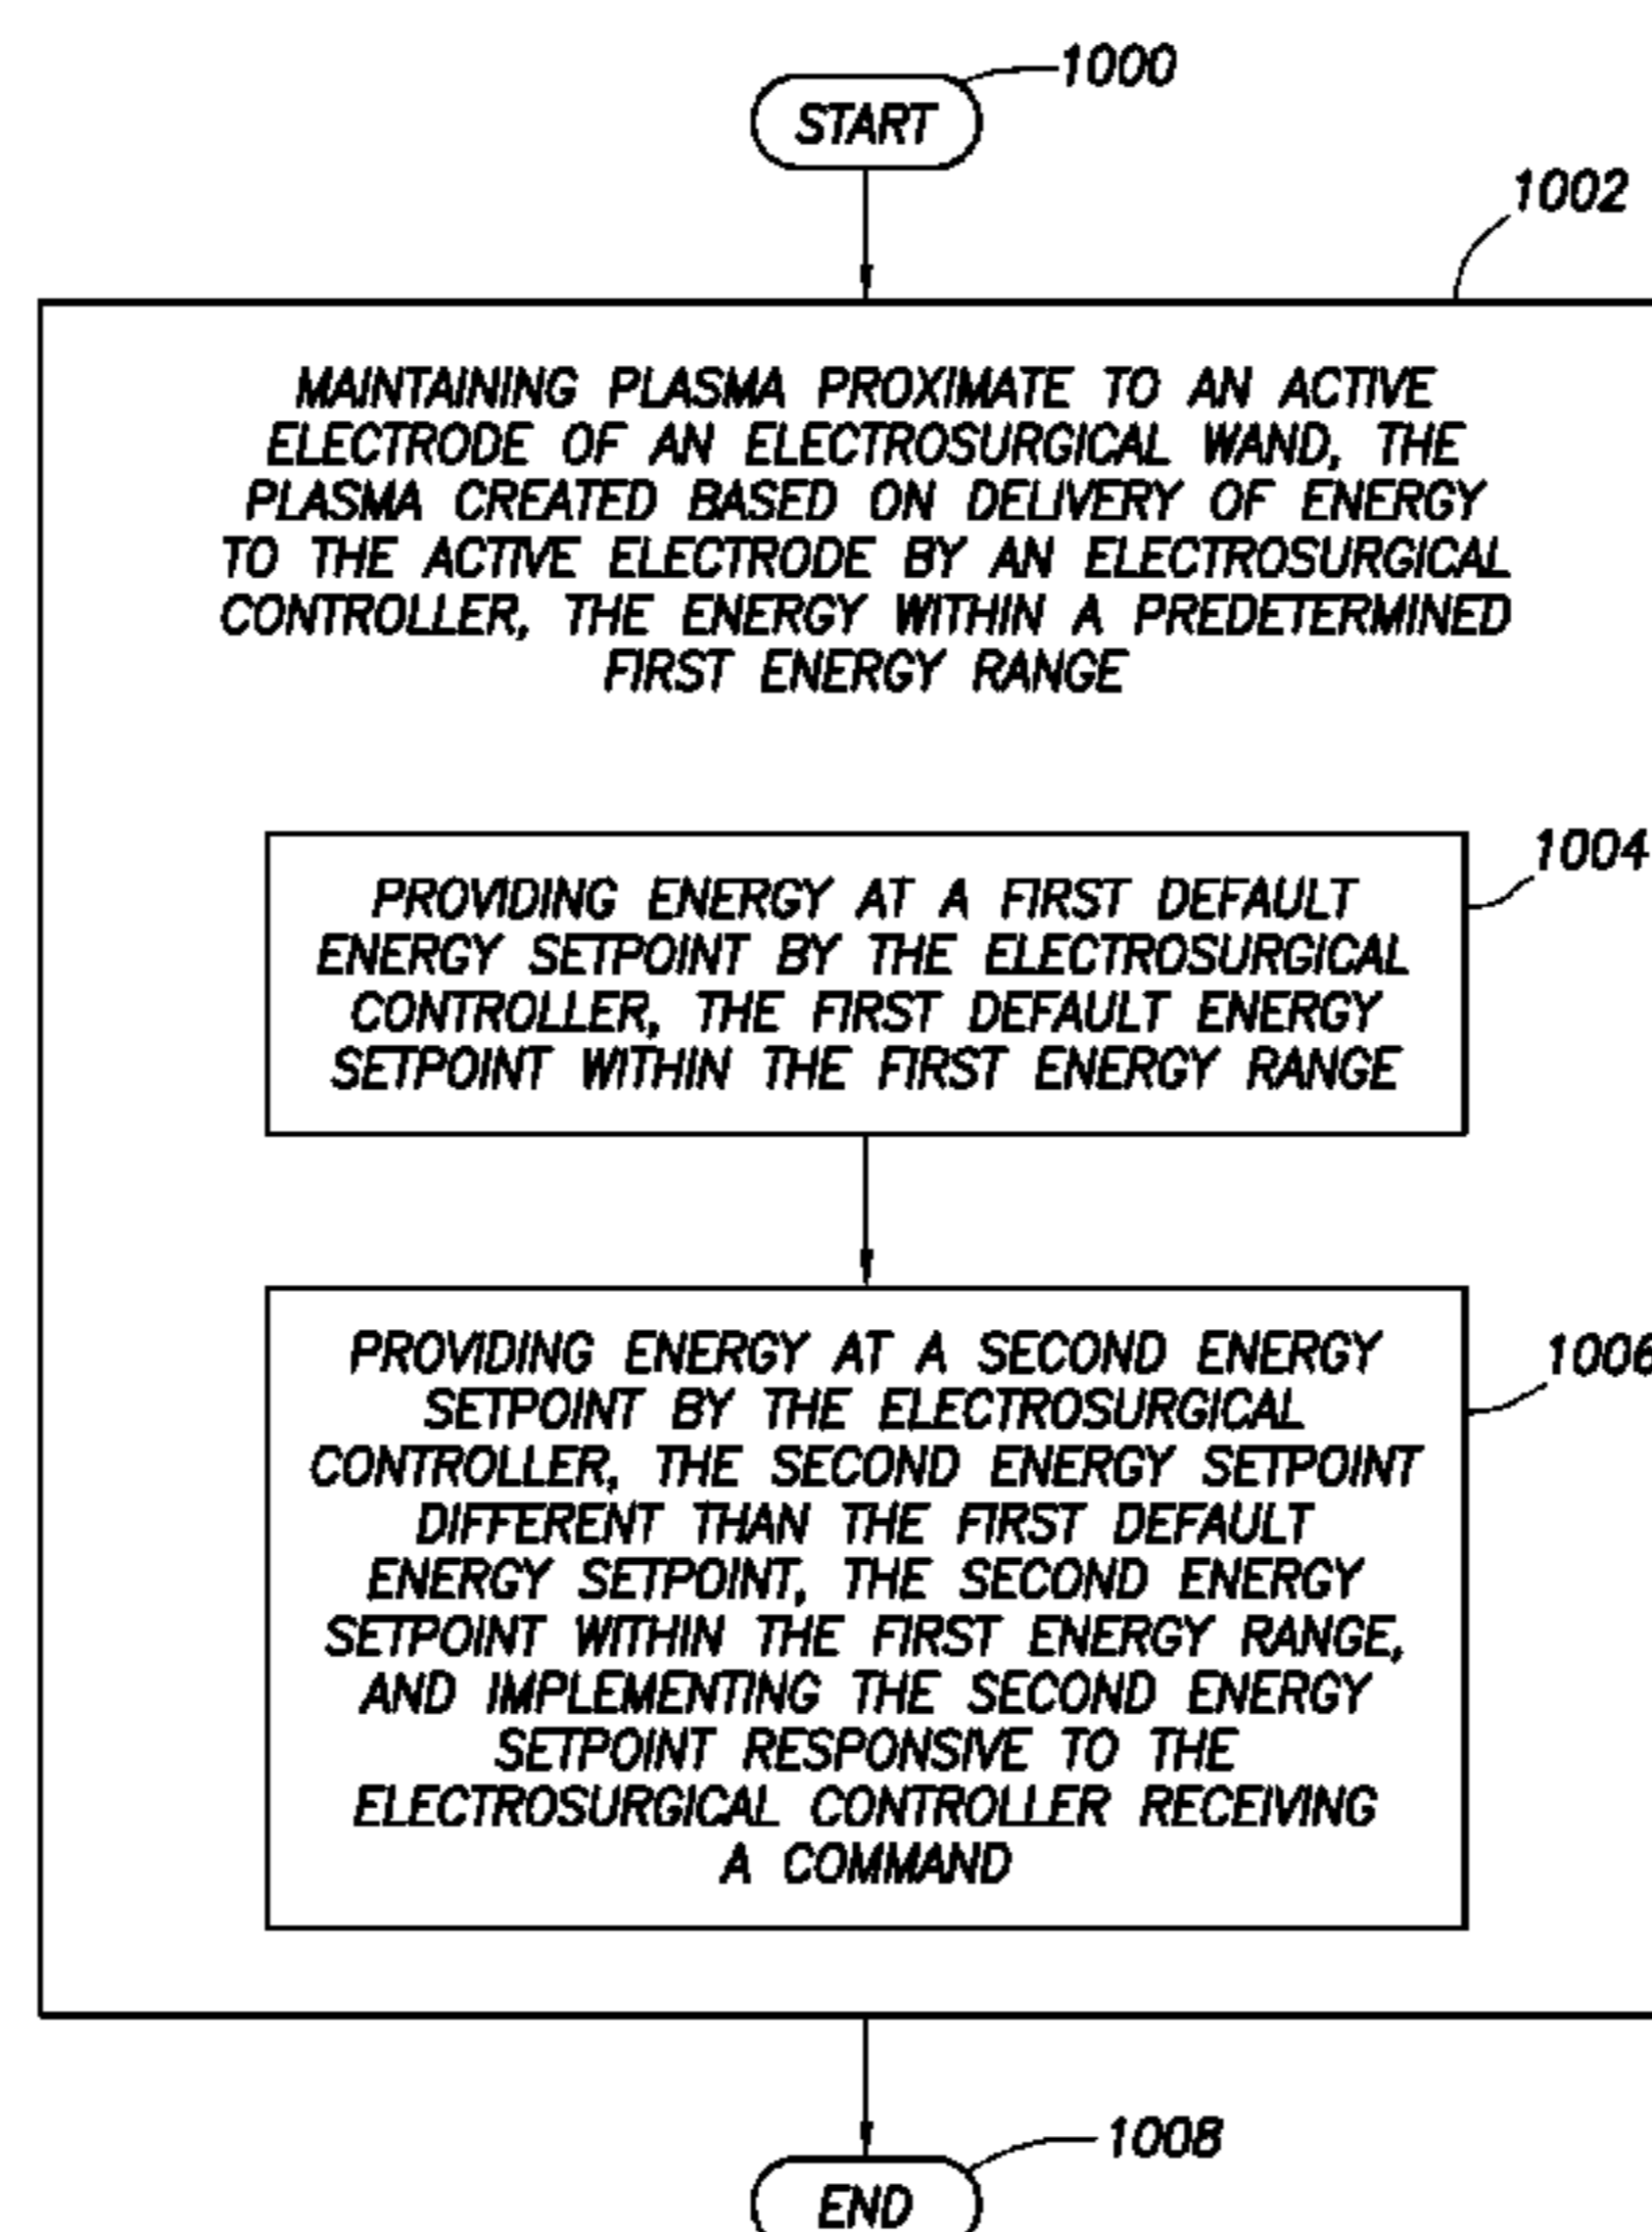 1000
START
1002
MAINTAINING PLASMA PROXIMATE TO AN ACTIVE
ELECTRODE OF AN ELECTROSURGICAL WAND, THE
PLASMA CREATED BASED ON DELIVERY OF ENERGY
TO THE ACTIVE ELECTRODE BY AN ELECTROSURGICAL
CONTROLLER, THE ENERGY WITHIN A PREDETERMINED
FIRST ENERGY RANGE
1004
PROVIDING ENERGY AT A FIRST DEFAULT
ENERGY SETPOINT BY THE ELECTROSURGICAL
CONTROLLER, THE FIRST DEFAULT ENERGY
SETPOINT WITHIN THE FIRST ENERGY RANGE
1006
PROVIDING ENERGY AT A SECOND ENERGY
SETPOINT BY THE ELECTROSURGICAL
CONTROLLER, THE SECOND ENERGY SETPOINT
DIFFERENT THAN THE FIRST DEFAULT
ENERGY SETPOINT, THE SECOND ENERGY
SETPOINT WITHIN THE FIRST ENERGY RANGE,
AND IMPLEMENTING THE SECOND ENERGY
SETPOINT RESPONSIVE TO THE
ELECTROSURGICAL CONTROLLER RECEIVING
A COMMAND
1008
END